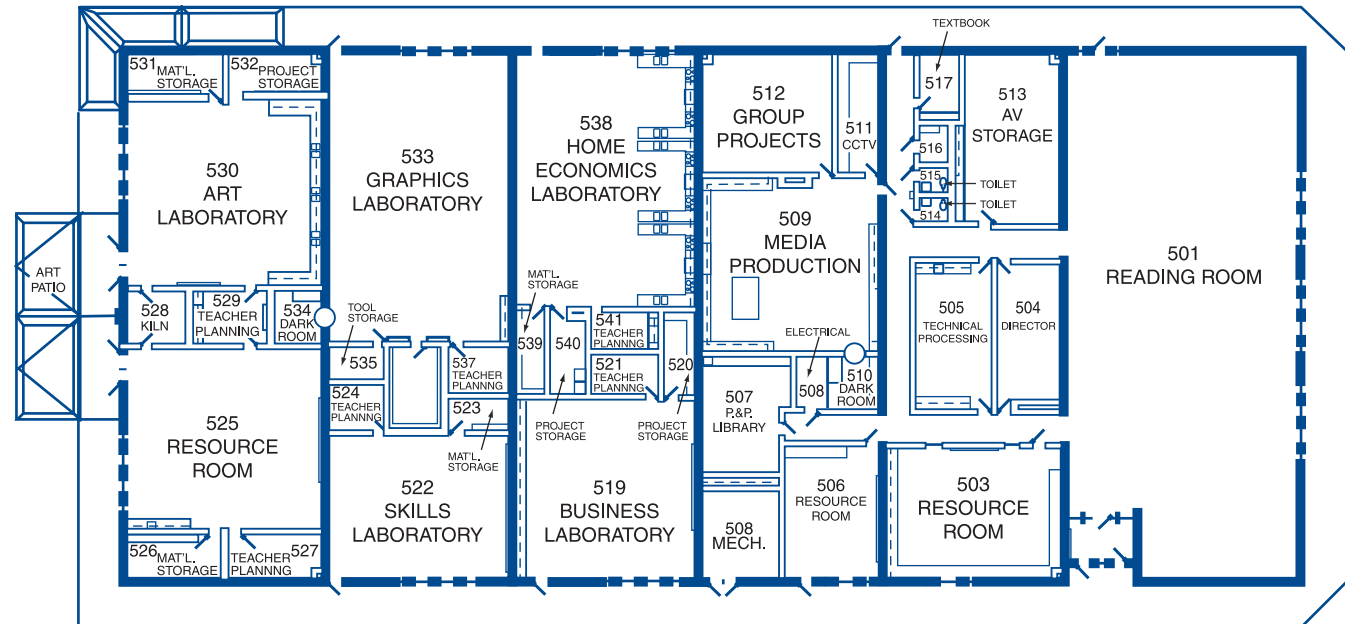 TEXTBOOK
531
MAT'L.
STORAGE
532
PROJECT
STORAGE
530
ART
LABORATORY
533
GRAPHICS
LABORATORY
538
HOME
ECONOMICS
LABORATORY
512
GROUP
PROJECTS
511
CCTV
517
513
AV
STORAGE
516
515
TOILET
TOILET
514
509
MEDIA
PRODUCTION
501
READING ROOM
ART
PATIO
528
KILN
529
TEACHER
PLANNING
534
DARK
ROOM
TOOL
STORAGE
MAT'L.
STORAGE
539
540
541
TEACHER
PLANNNG
521
TEACHER
PLANNNG
520
ELECTRICAL
505
TECHNICAL
PROCESSING
504
DIRECTOR
535
537
TEACHER
PLANNNG
524
TEACHER
PLANNNG
523
MAT'L.
STORAGE
PROJECT
STORAGE
PROJECT
STORAGE
507
P.&P.
LIBRARY
508
510
DARK
ROOM
525
RESOURCE
ROOM
522
SKILLS
LABORATORY
519
BUSINESS
LABORATORY
506
RESOURCE
ROOM
503
RESOURCE
ROOM
508
MECH.
526
MAT'L.
STORAGE
TEACHER
527
PLANNNG